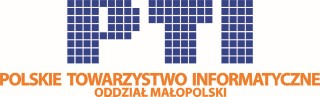 PTI
POLSKIE TOWARZYSTWO INFORMATYCZNE
ODDZIAŁ MAŁOPOLSKI